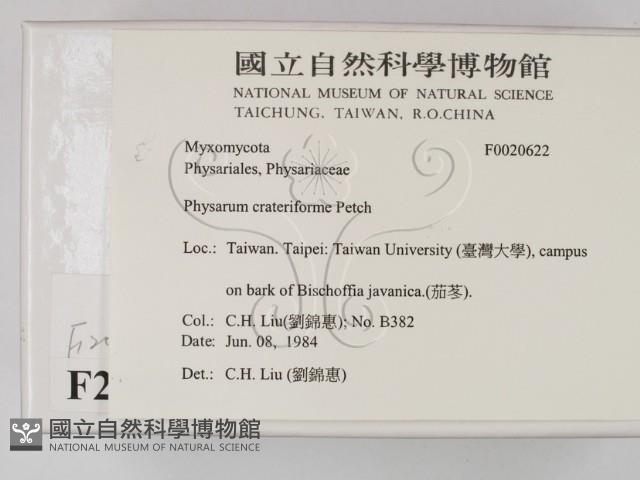 國立自然科學博物館
NATIONAL MUSEUM OF NATURAL SCIENCE
TAICHUNG, TAIWAN, R.O.CHINA
Myxomycota F0020622
Physariales, Physariaceae
Physarum crateriforme Petch
Loc.: Taiwan. Taipei: Taiwan University (臺灣大學), campus
on bark of Bischoffia javanica.(茄苳).
Col.: C.H. Liu(劉錦惠); No. B382
Date: Jun. 08, 1984
Det.: C.H. Liu (劉錦惠)
F2
國立自然科學博物館
NATIONAL MUSEUM OF NATURAL SCIENCE